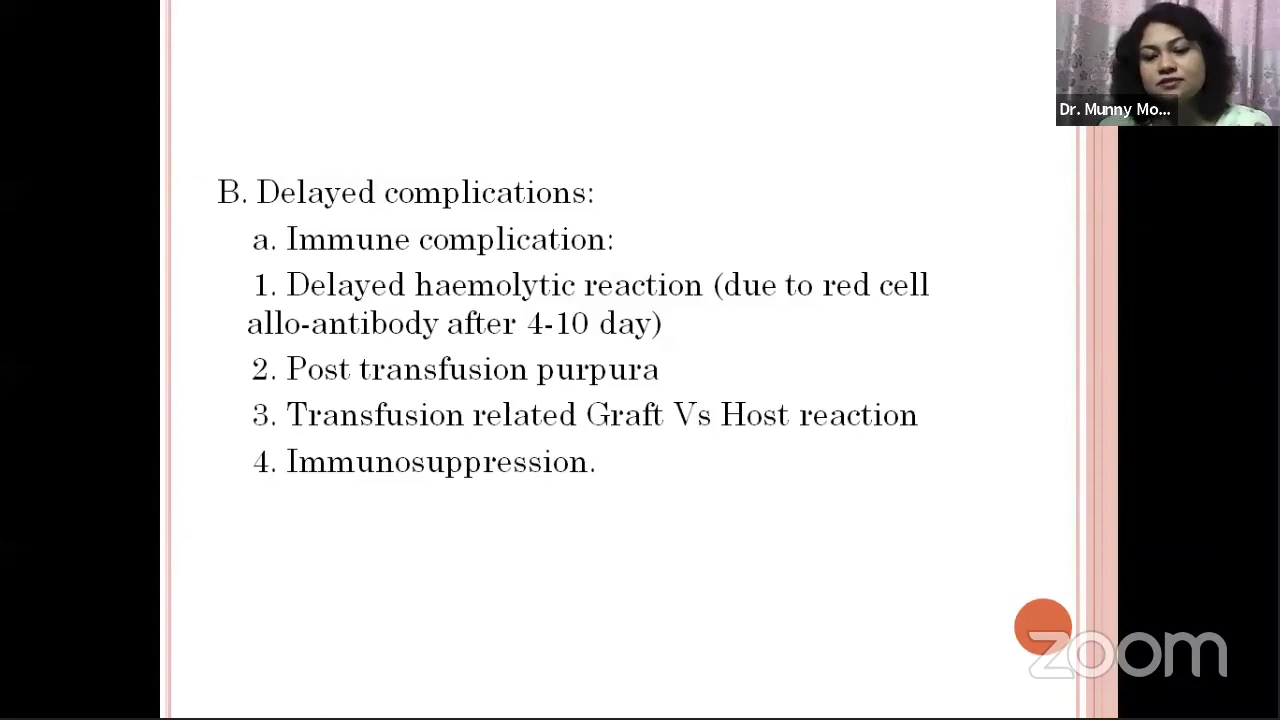 Dr. Munny Mo...
B. Delayed complications:
a. Immune complication:
1. Delayed haemolytic reaction (due to red cell
allo-antibody after 4-10 day)
2. Post transfusion purpura
3. Transfusion related Graft Vs Host reaction
4. Immunosuppression.
zoom